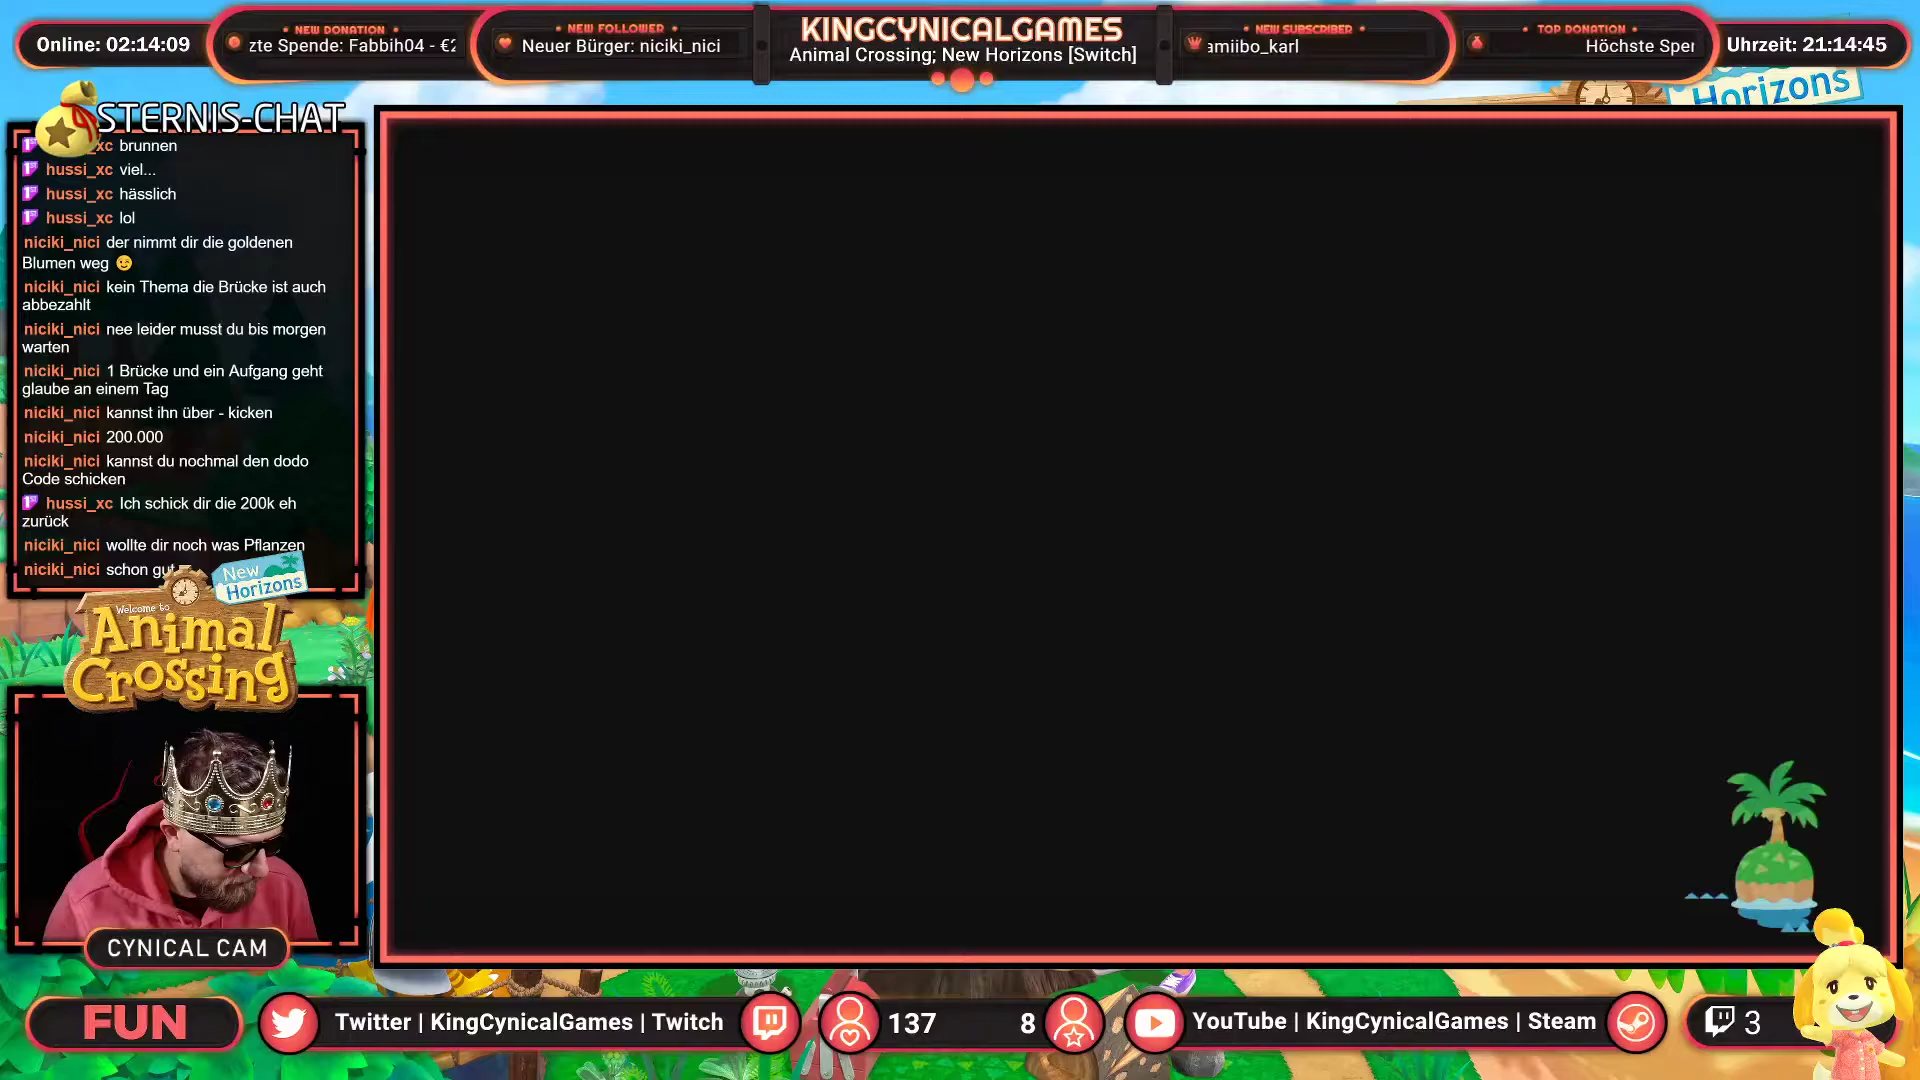 Online: 02:14:09
NEW DONATION
zte Spende: Fabbih04 - €2
NEW FOLLOWER
Neuer Bürger: niciki_nici
KINGCYNICALGAMES
Animal Crossing; New Horizons [Switch]
NEW SUBSCRIBER
amiibo_karl
TOP DONATION
Höchste Spe
Uhrzeit: 21:14:45
Horizons
STERNIS-CHAT
xc brunnen
hussi_xc viel...
hussi_xc hässlich
hussi_xc lol
niciki_nici der nimmt dir die goldenen
Blumen weg 😉
niciki_nici kein Thema die Brücke ist auch
abbezahlt
niciki_nici nee leider musst du bis morgen
warten
niciki_nici 1 Brücke und ein Aufgang geht
glaube an einem Tag
niciki_nici kannst ihn über - kicken
niciki_nici 200.000
niciki_nici kannst du nochmal den dodo
Code schicken
hussi_xc Ich schick dir die 200k eh
zurück
niciki_nici wollte dir noch was Pflanzen
niciki_nici schon gut
New
Horizons
Welcome to
Animal
Crossing
CYNICAL CAM
FUN
Twitter | KingCynicalGames | Twitch
137
8
YouTube | KingCynicalGames | Steam
3